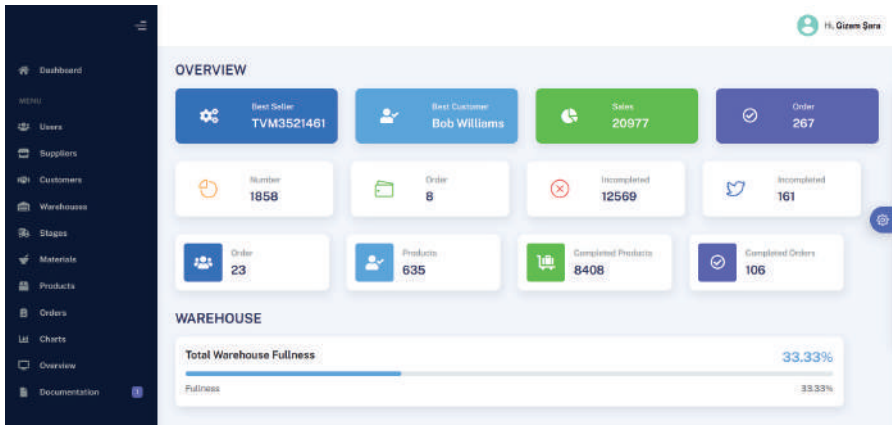 Hi, Gizem Şara
Dashboard
MENU
Users
Suppliers
Customers
Warehouses
Stages
Materials
Products
Orders
Charts
Overview
Documentation 1
OVERVIEW
Best Seller
TVM3521461
Best Customer
Bob Williams
Sales
20977
Order
267
Number
1858
Order
8
Incompleted
12569
Incompleted
161
Order
23
Products
635
Completed Products
8408
Completed Orders
106
WAREHOUSE
Total Warehouse Fullness 33.33%
Fullness 33.33%